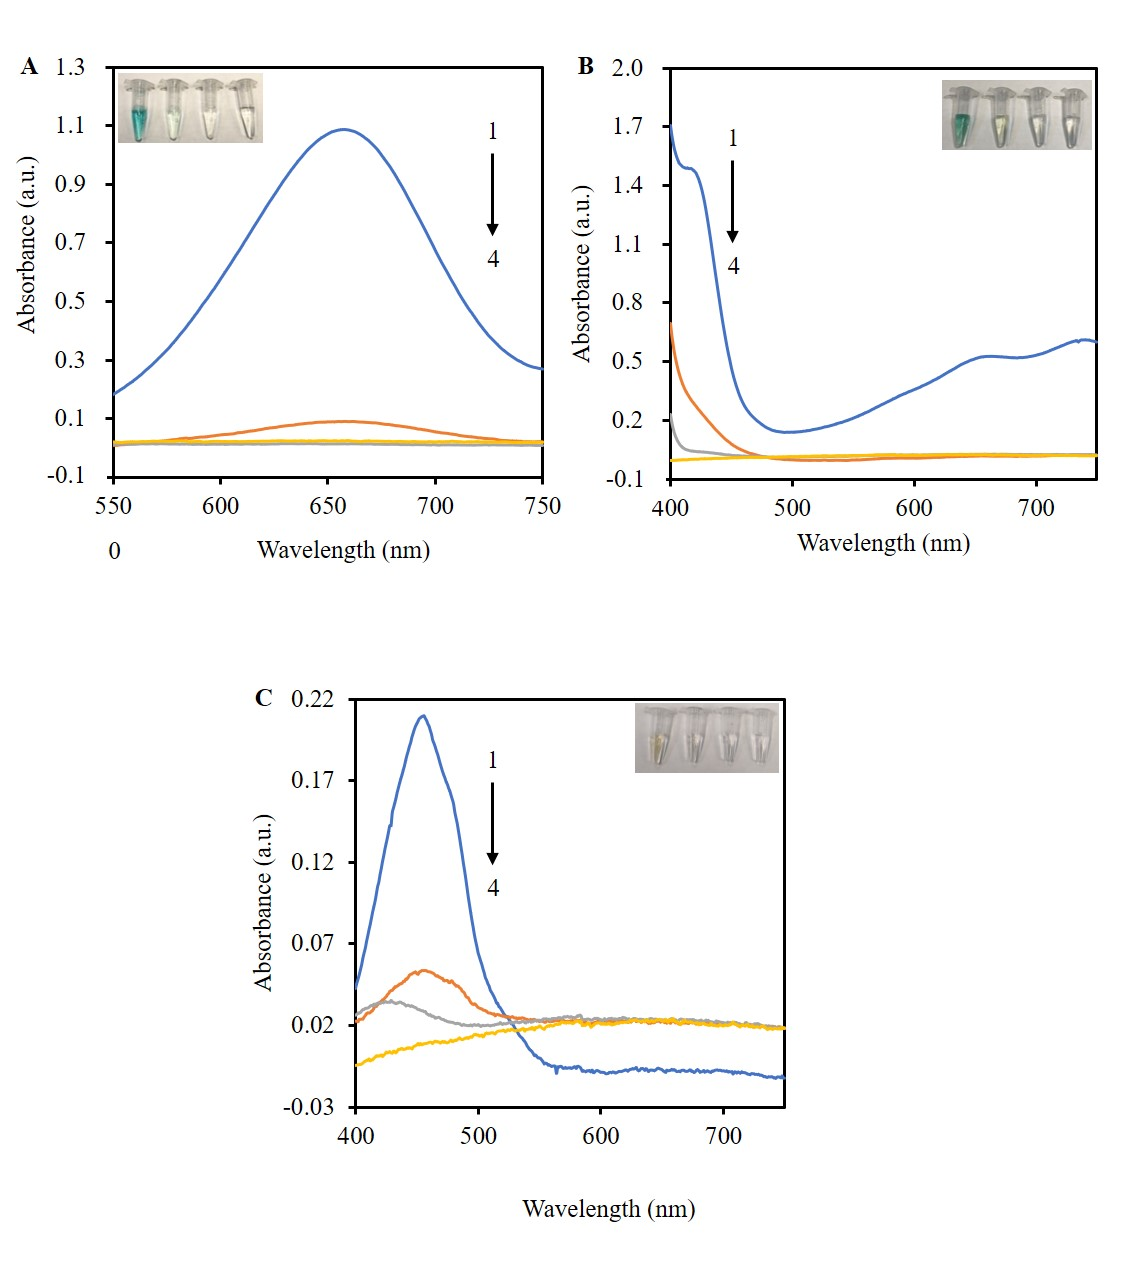 A
1.3
1.1
0.9
0.7
0.5
0.3
0.1
-0.1
Absorbance (a.u.)
1
4
550 600 650 700 750
0
Wavelength (nm)
B
2.0
1.7
1.4
1.1
0.8
0.5
0.2
-0.1
Absorbance (a.u.)
1
4
400 500 600 700
Wavelength (nm)
C
0.22
0.17
0.12
0.07
0.02
-0.03
Absorbance (a.u.)
1
4
400 500 600 700
Wavelength (nm)